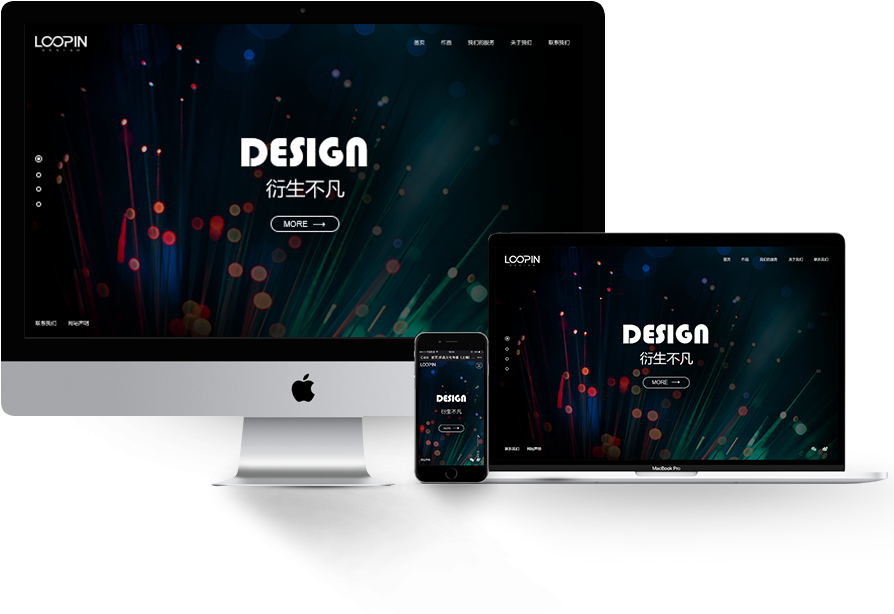 LOOPIN
DESIGN
首页 作品 我们的服务 关于我们 联系我们
DESIGN
衍生不凡
MORE
联系我们 网站声明
LOOPIN
DESIGN
首页 作品 我们的服务 关于我们 联系我们
DESIGN
衍生不凡
MORE
联系我们 网站声明
MacBook Pro
LOOPIN
DESIGN
衍生不凡
MORE